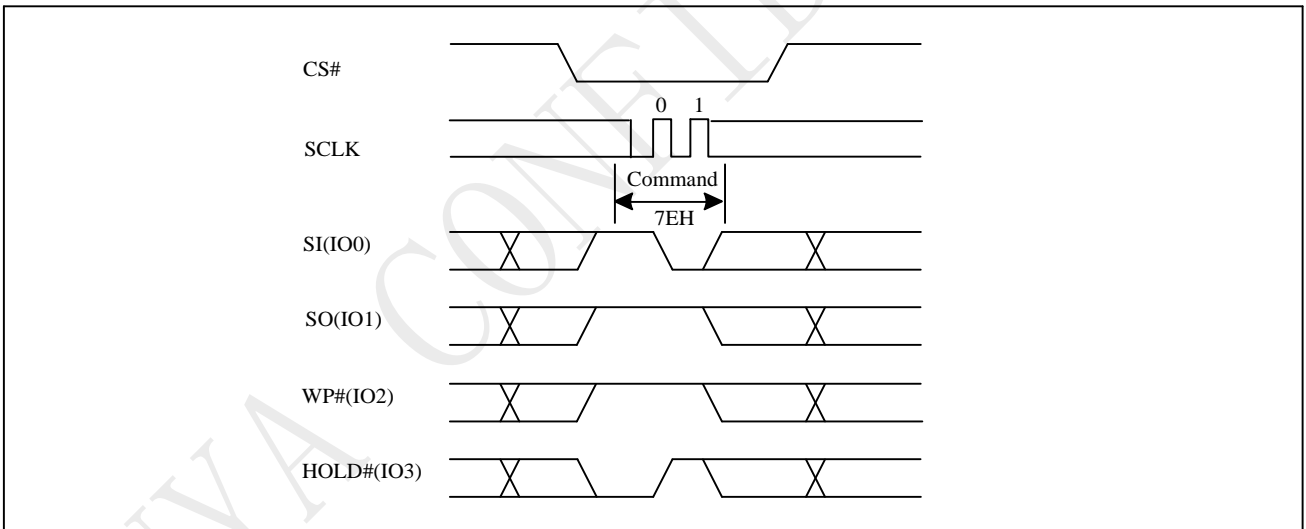 CS#
0 1
SCLK
Command
7EH
SI(IO0)
SO(IO1)
WP#(IO2)
HOLD#(IO3)